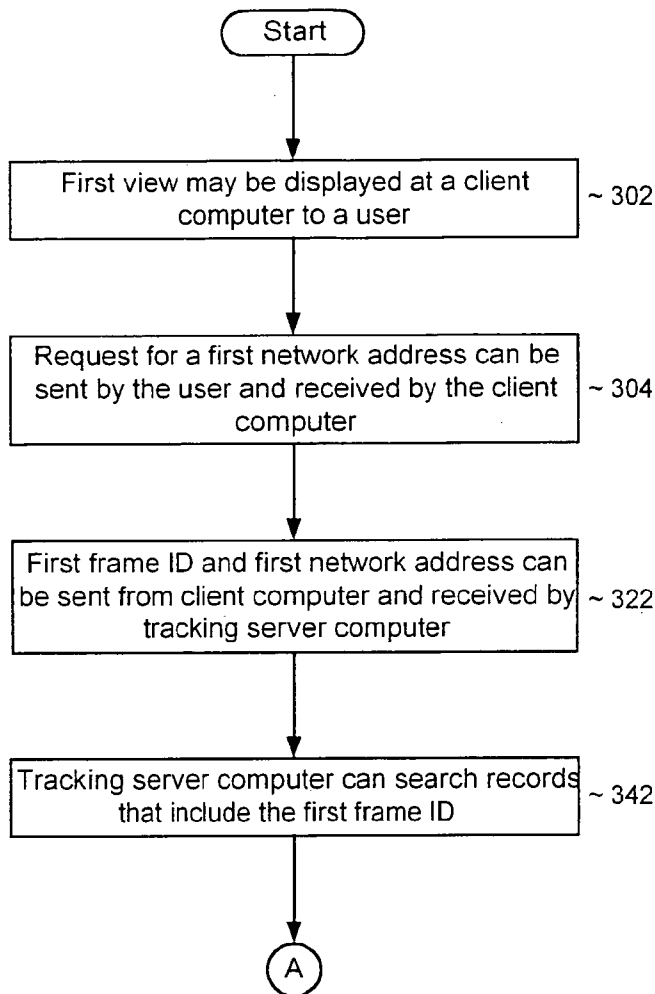 Start
First view may be displayed at a client
computer to a user
~ 302
Request for a first network address can be
sent by the user and received by the client
computer
~ 304
First frame ID and first network address can
be sent from client computer and received by
tracking server computer
~ 322
Tracking server computer can search records
that include the first frame ID
~ 342
A